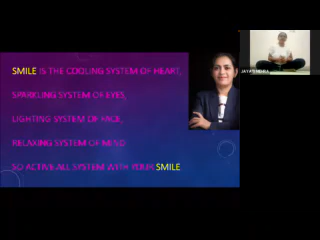 SMILE IS THE COOLING SYSTEM OF HEART,
SPARKLING SYSTEM OF EYES,
LIGHTING SYSTEM OF FACE,
RELAXING SYSTEM OF MIND
SO ACTIVE ALL SYSTEM WITH YOUR SMILE